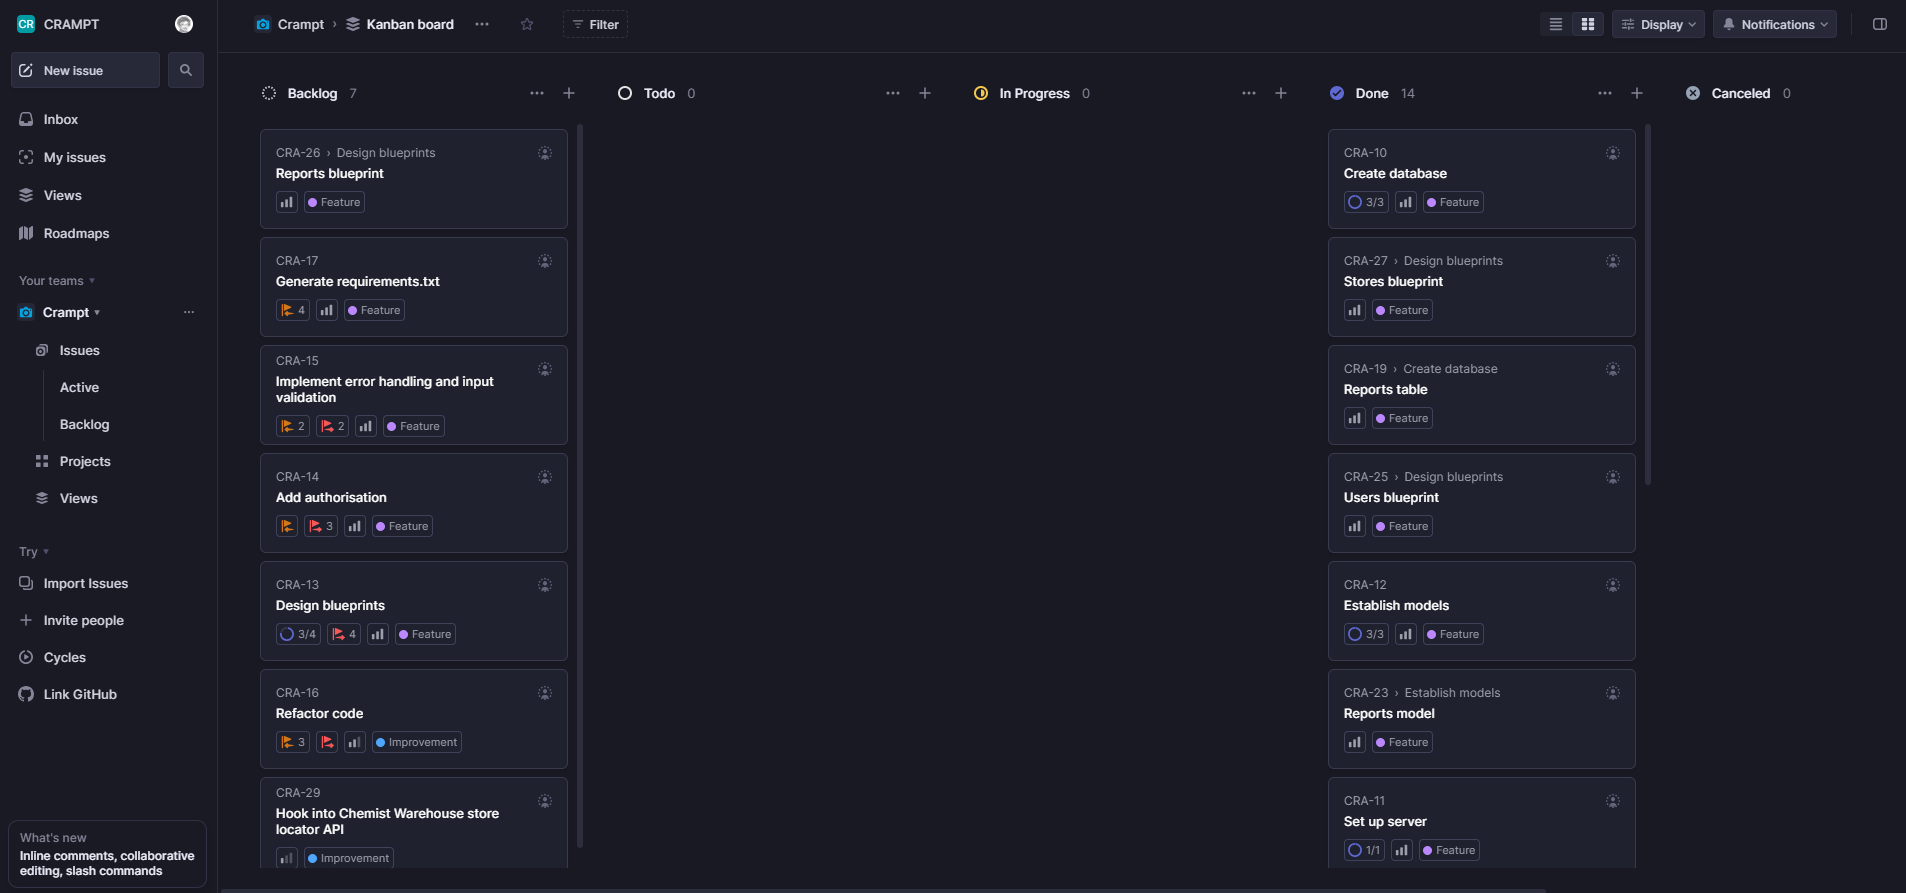 CR CRAMPT
New issue
Inbox
My issues
Views
Roadmaps
Your teams
Crampt
Issues
Active
Backlog
Projects
Views
Try
Import Issues
Invite people
Cycles
Link GitHub
What's new
Inline comments, collaborative
editing, slash commands
Crampt › Kanban board
Filter
Display
Notifications
Backlog 7
CRA-26 › Design blueprints
Reports blueprint
Feature
CRA-17
Generate requirements.txt
4 Feature
CRA-15
Implement error handling and input
validation
2 2 Feature
CRA-14
Add authorisation
3 Feature
CRA-13
Design blueprints
3/4 4 Feature
CRA-16
Refactor code
3 Improvement
CRA-29
Hook into Chemist Warehouse store
locator API
Improvement
Todo 0
In Progress 0
Done 14
CRA-10
Create database
3/3 Feature
CRA-27 › Design blueprints
Stores blueprint
Feature
CRA-19 › Create database
Reports table
Feature
CRA-25 › Design blueprints
Users blueprint
Feature
CRA-12
Establish models
3/3 Feature
CRA-23 › Establish models
Reports model
Feature
CRA-11
Set up server
1/1 Feature
Canceled 0